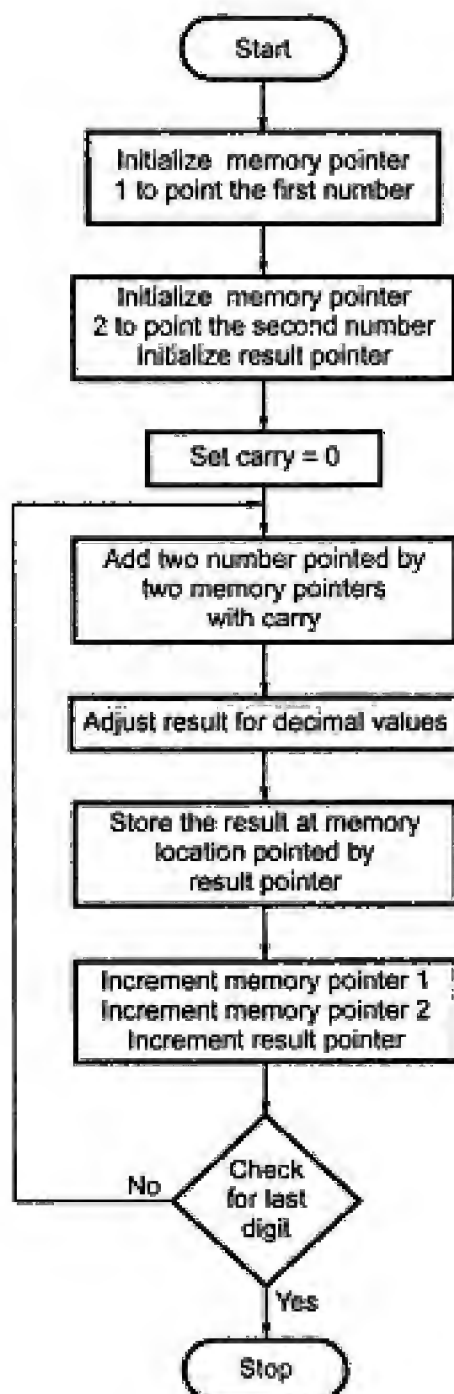 Start
Initialize memory pointer
1 to point the first number
Initialize memory pointer
2 to point the second number
Initialize result pointer
Set carry = 0
Add two number pointed by
two memory pointers
with carry
Adjust result for decimal values
Store the result at memory
location pointed by
result pointer
Increment memory pointer 1
Increment memory pointer 2
Increment result pointer
Check
for last
digit
No
Yes
Stop